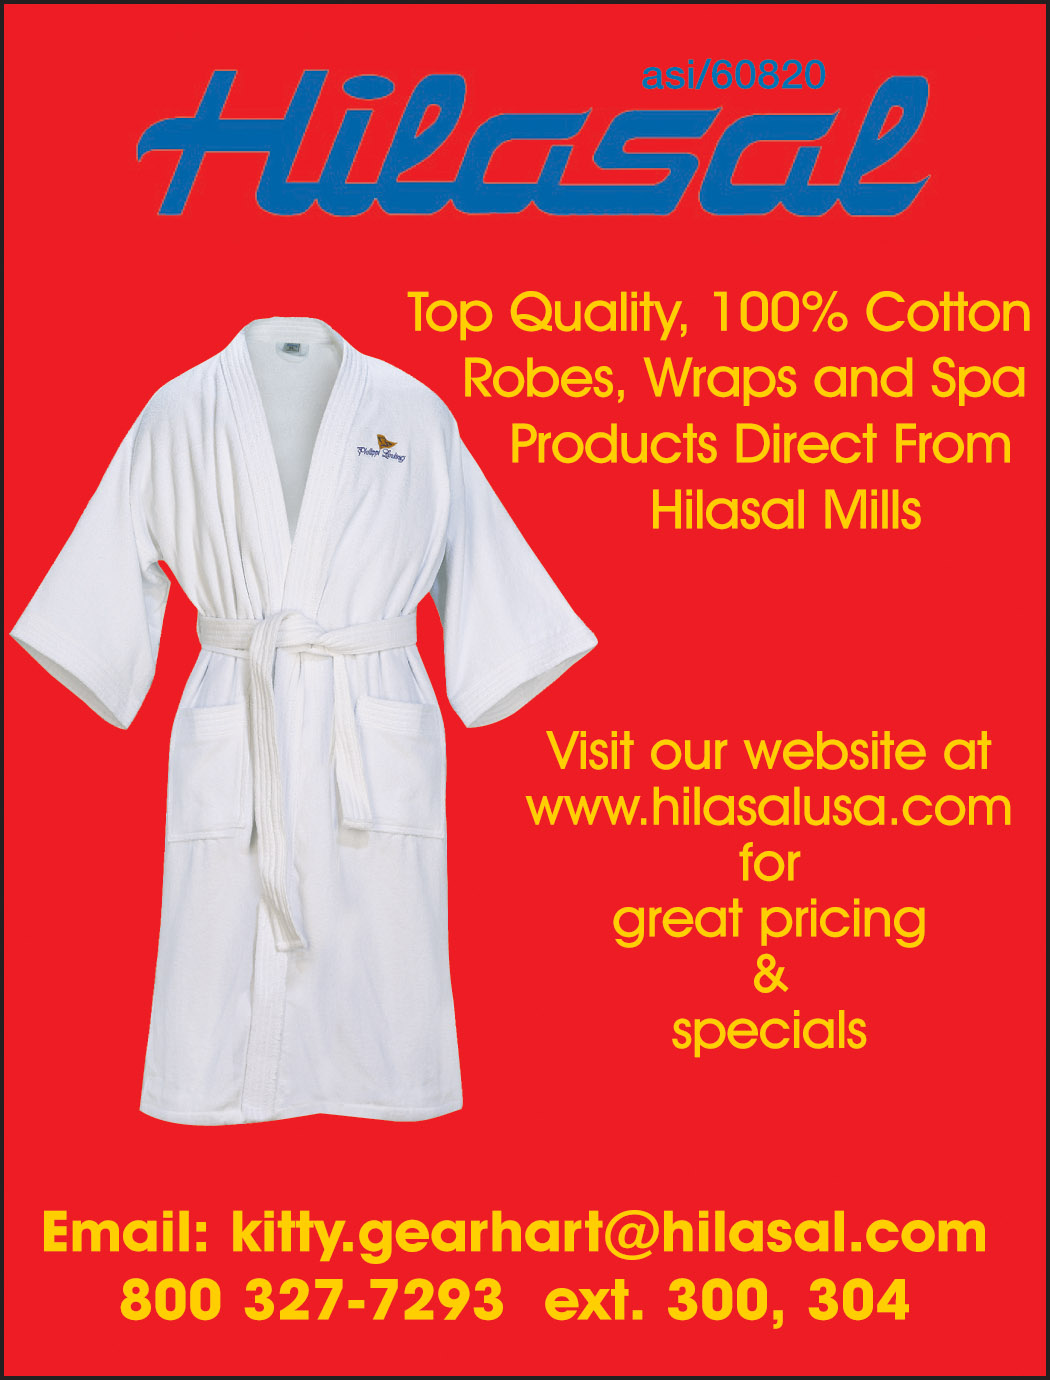 asi/60820
Hilasal
Top Quality, 100% Cotton
Robes, Wraps and Spa
Products Direct From
Hilasal Mills
Visit our website at
www.hilasalusa.com
for
great pricing
&
specials
Email: kitty.gearhart@hilasal.com
800 327-7293 ext. 300, 304